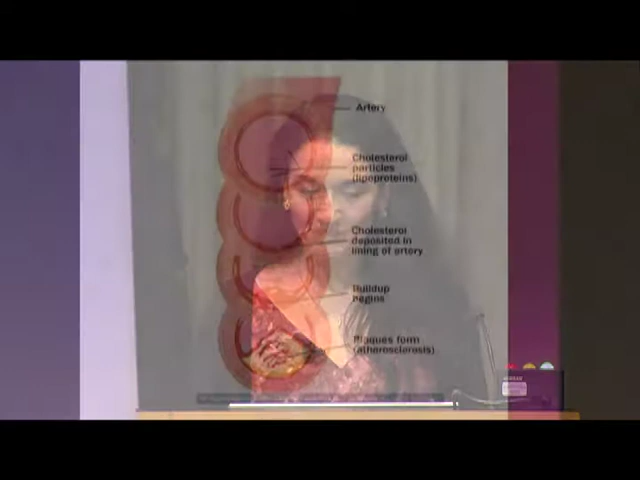 Artery
Cholesterol
particles
(lipoproteins)
Cholesterol
deposited in
lining of artery
Buildup
begins
Plaques form
(atherosclerosis)